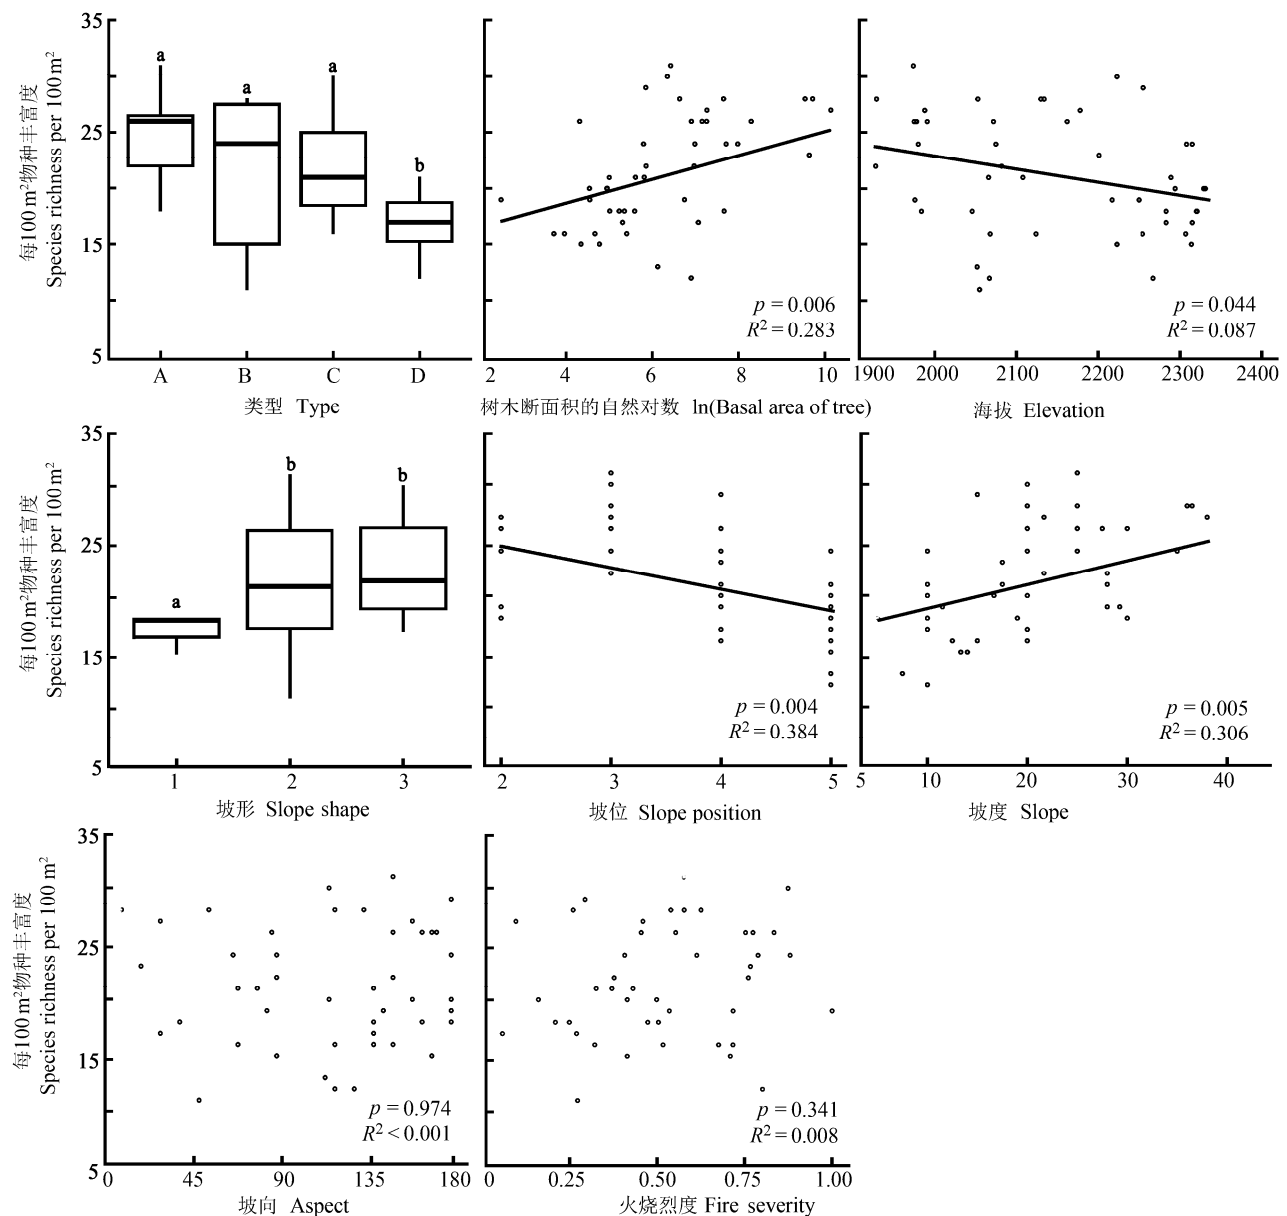 每100 m²物种丰富度
Species richness per 100 m²
35
25
15
5
a
a
a
b
A
B
C
D
类型 Type
p = 0.006
R² = 0.283
2
4
6
8
10
树木断面积的自然对数 ln(Basal area of tree)
p = 0.044
R² = 0.087
1900
2000
2100
2200
2300
2400
海拔 Elevation
每100 m²物种丰富度
Species richness per 100 m²
35
25
15
5
a
b
b
1
2
3
坡形 Slope shape
p = 0.004
R² = 0.384
2
3
4
5
坡位 Slope position
p = 0.005
R² = 0.306
5
10
20
30
40
坡度 Slope
每100 m²物种丰富度
Species richness per 100 m²
35
25
15
5
p = 0.974
R² < 0.001
0
45
90
135
180
坡向 Aspect
p = 0.341
R² = 0.008
0
0.25
0.50
0.75
1.00
火烧烈度 Fire severity